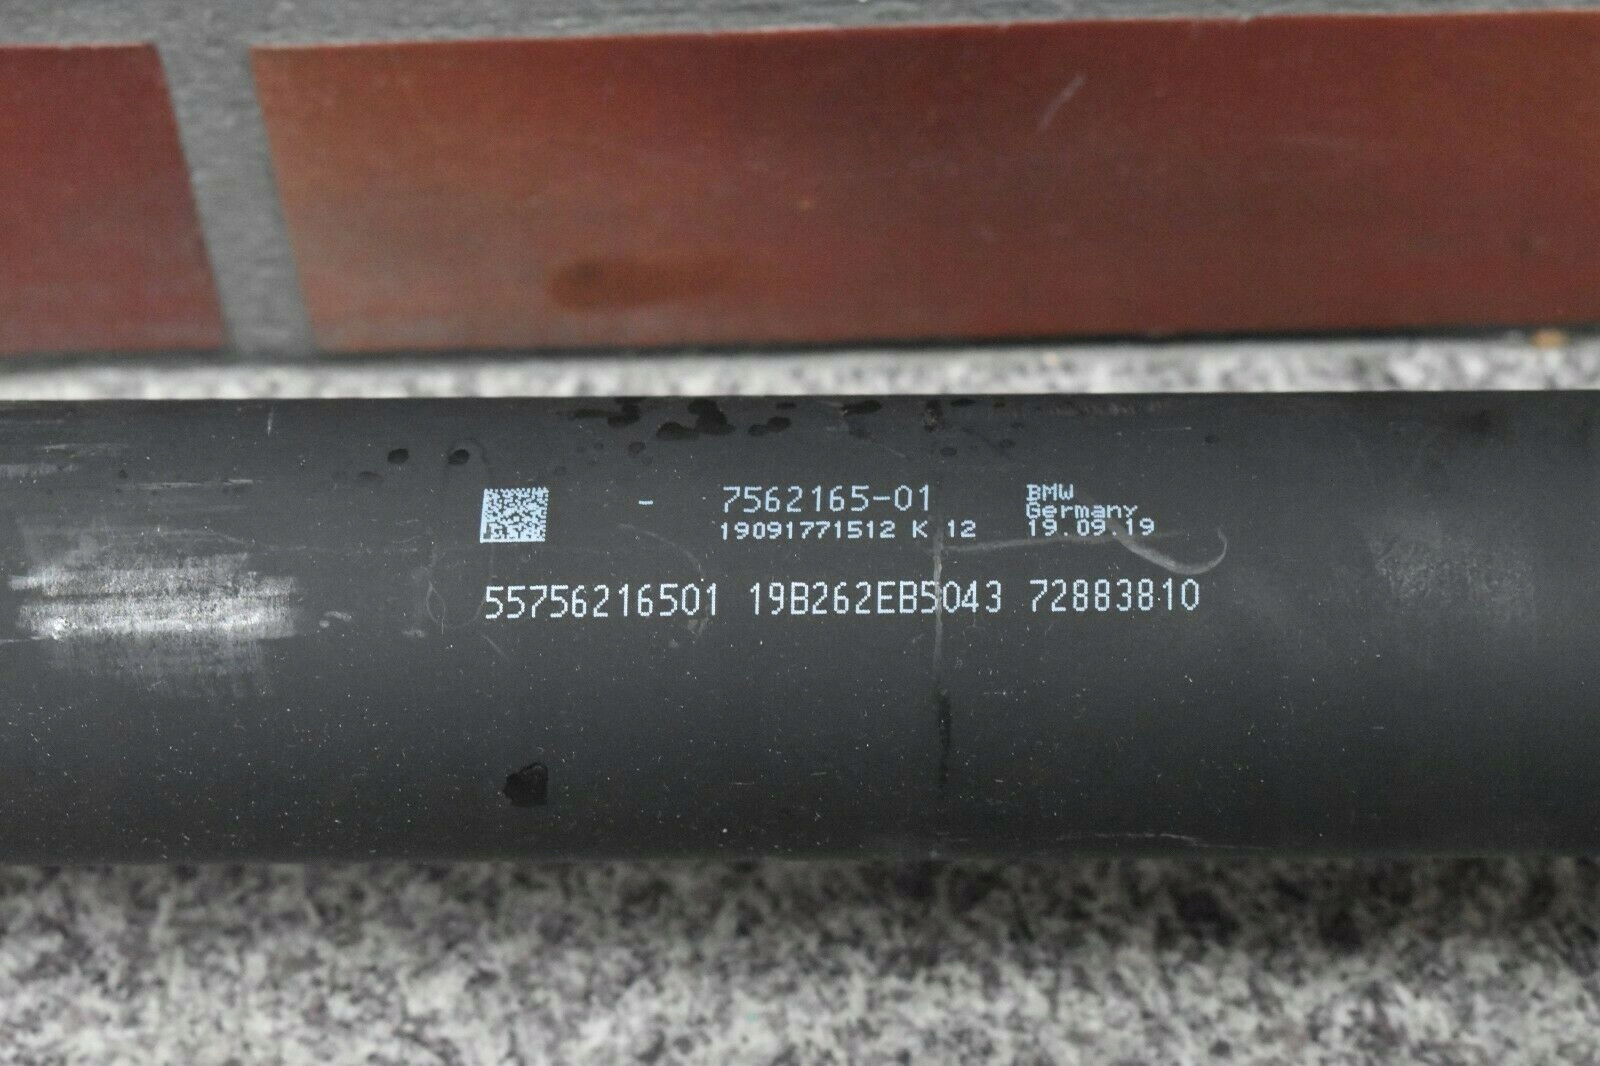 - 7562165-01 BMW
Germany
19091771512 K 12 19.09.19
55756216501 19B262EB5043 72883810